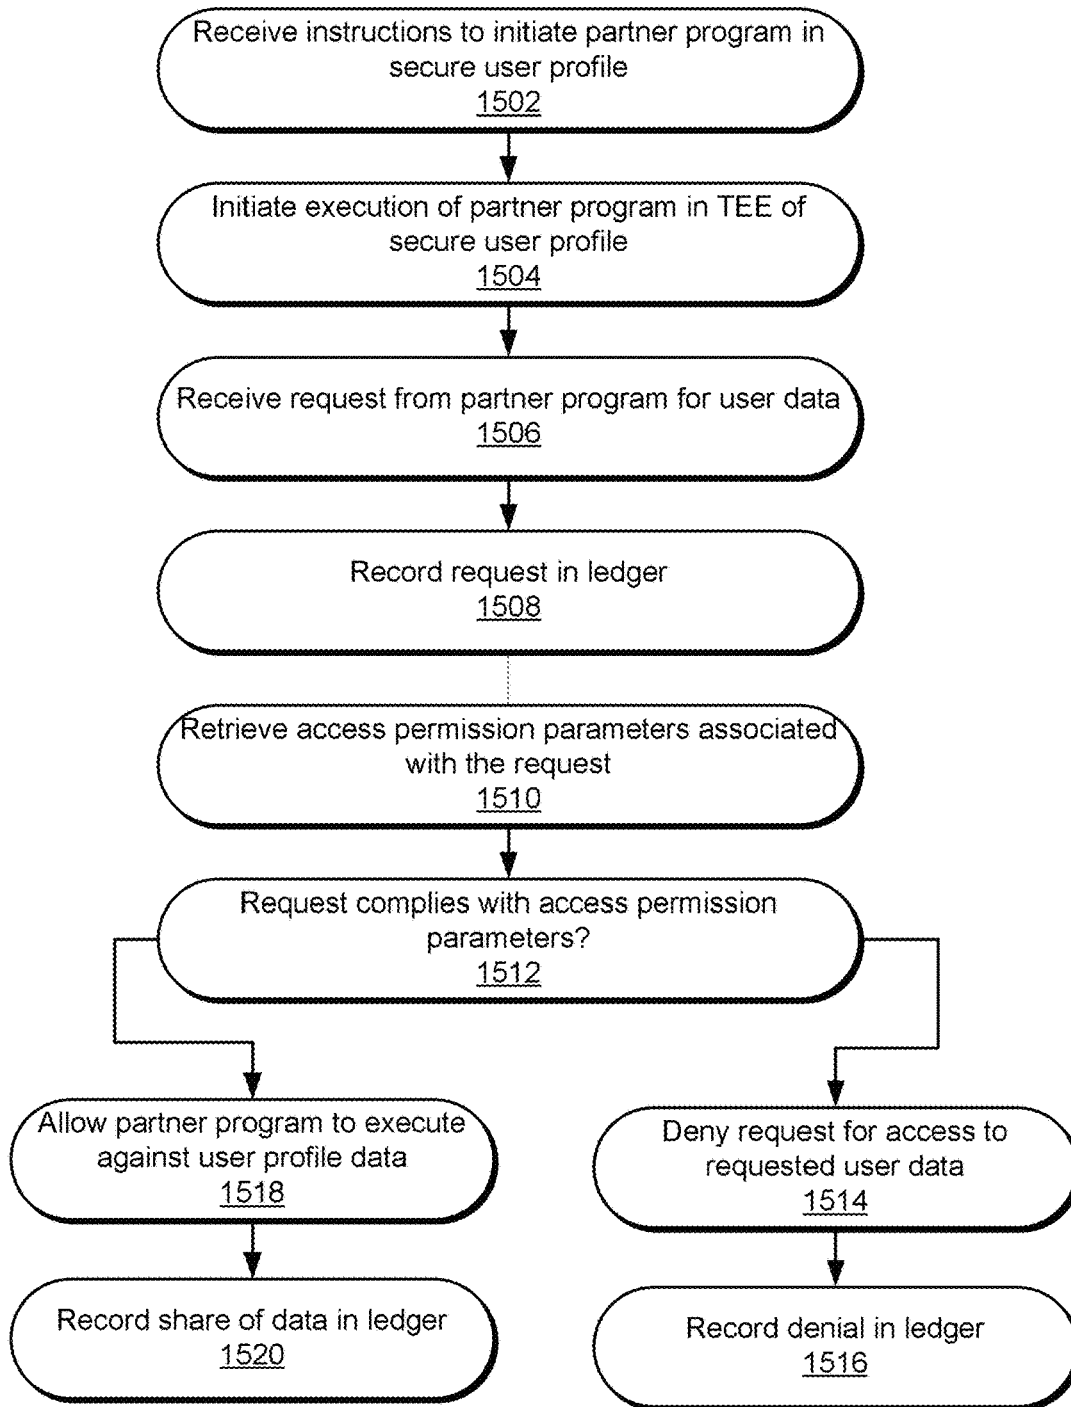 Receive instructions to initiate partner program in
secure user profile
1502
Initiate execution of partner program in TEE of
secure user profile
1504
Receive request from partner program for user data
1506
Record request in ledger
1508
Retrieve access permission parameters associated
with the request
1510
Request complies with access permission
parameters?
1512
Allow partner program to execute
against user profile data
1518
Deny request for access to
requested user data
1514
Record share of data in ledger
1520
Record denial in ledger
1516